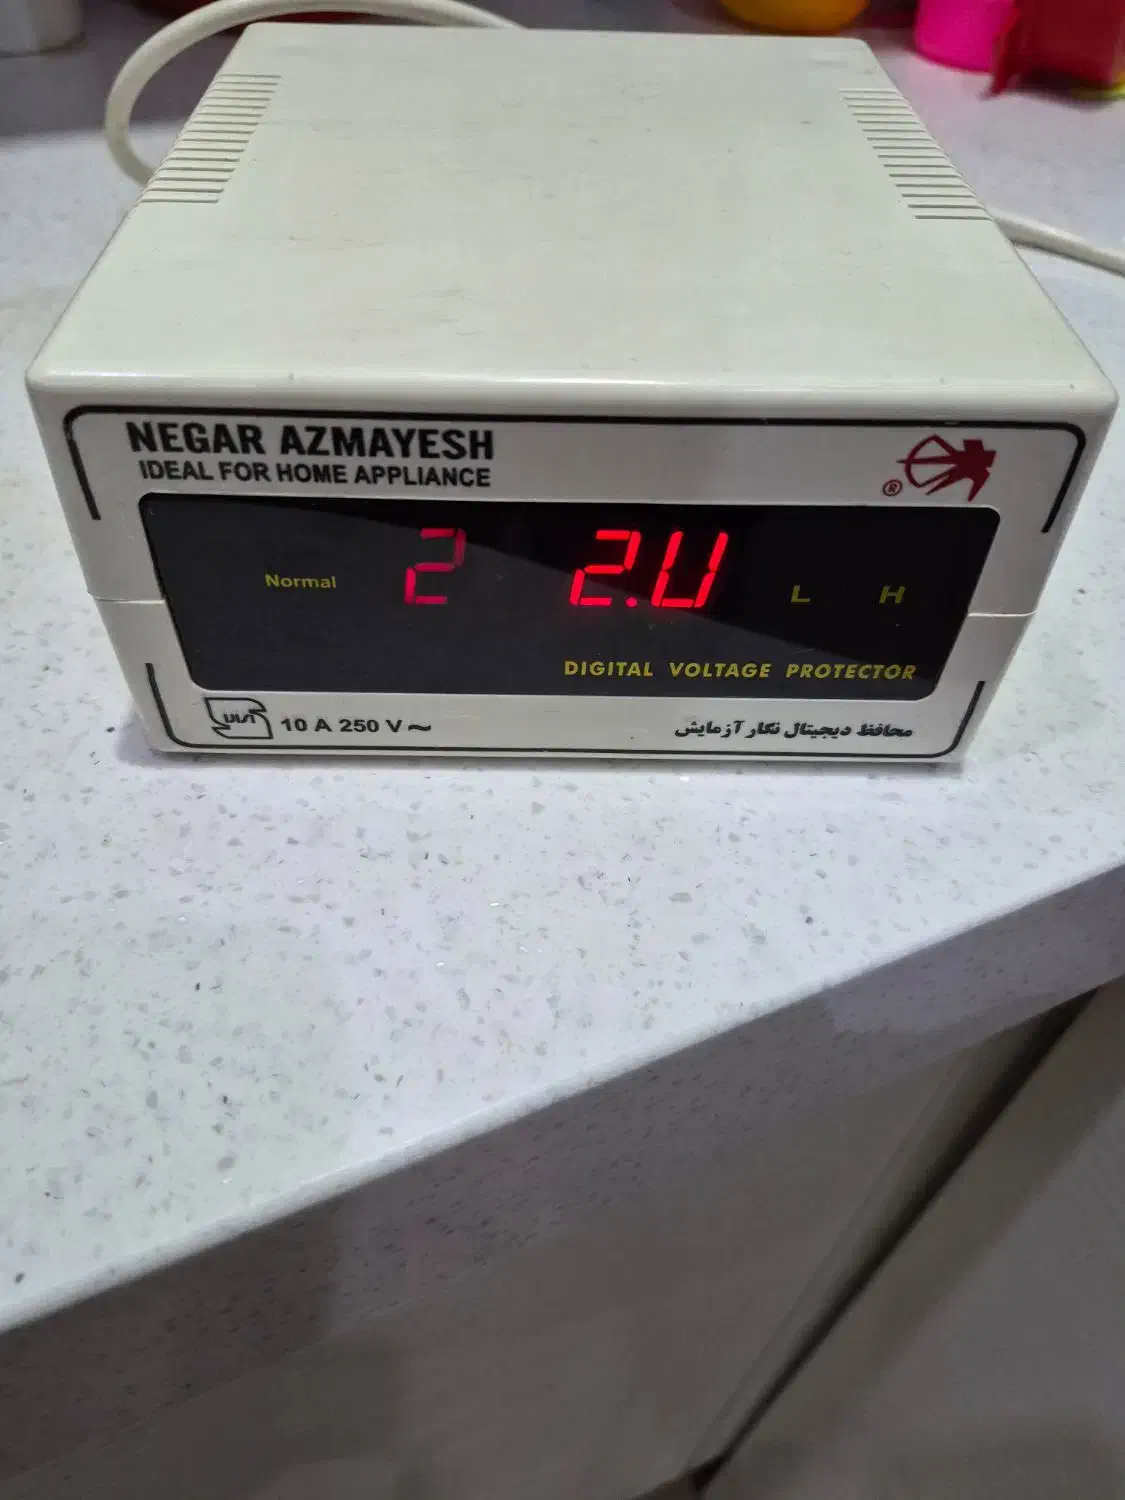 NEGAR AZMAYESH
IDEAL FOR HOME APPLIANCE
®
Normal
2 2.U
L H
DIGITAL VOLTAGE PROTECTOR
10 A 250 V~
محافظ دیجیتال نگار آزمایش